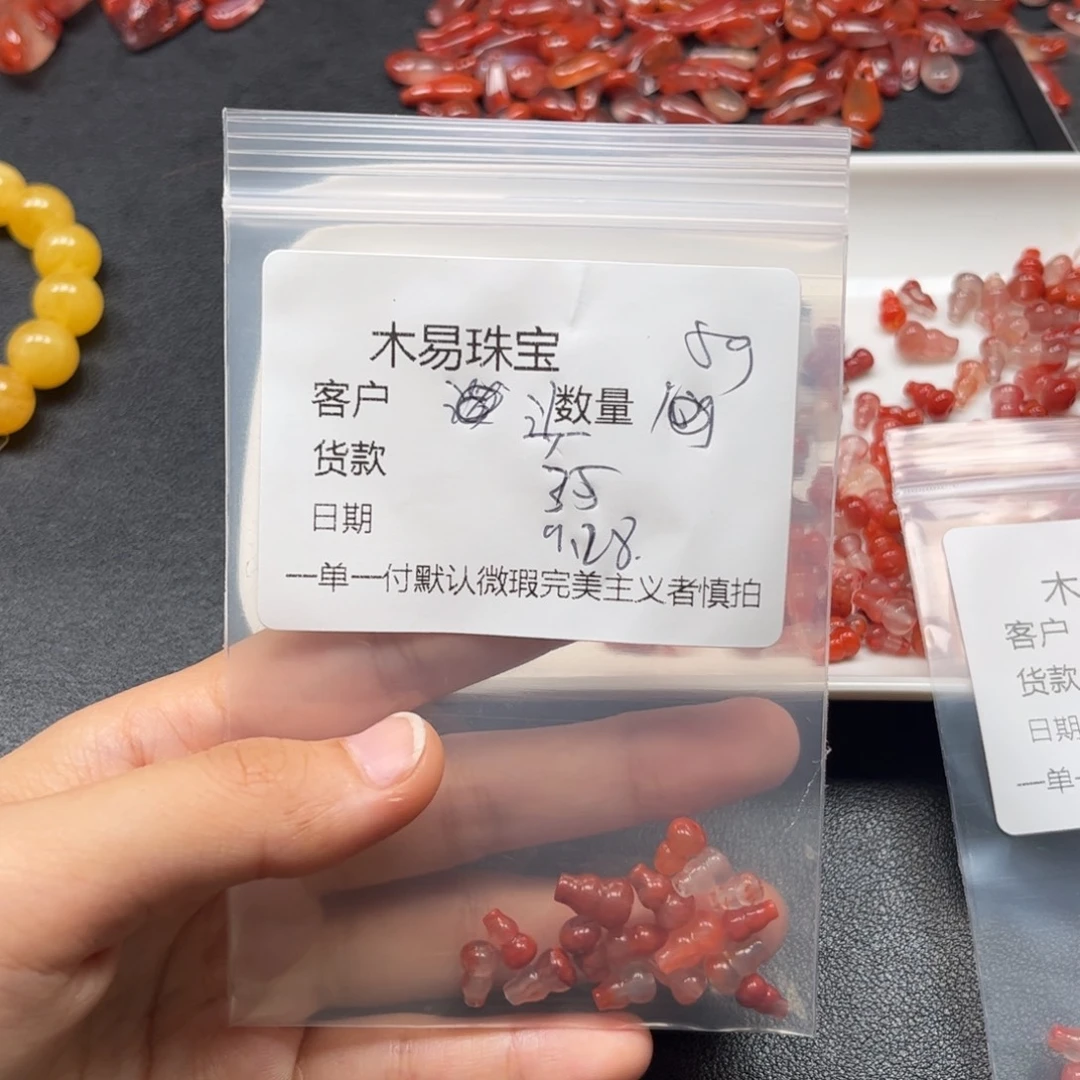 木易珠宝 5g
客户 数量
货款 35
日期 9.28.
一单一付默认微瑕完美主义者慎拍
木
客户
货款
日期
一单一